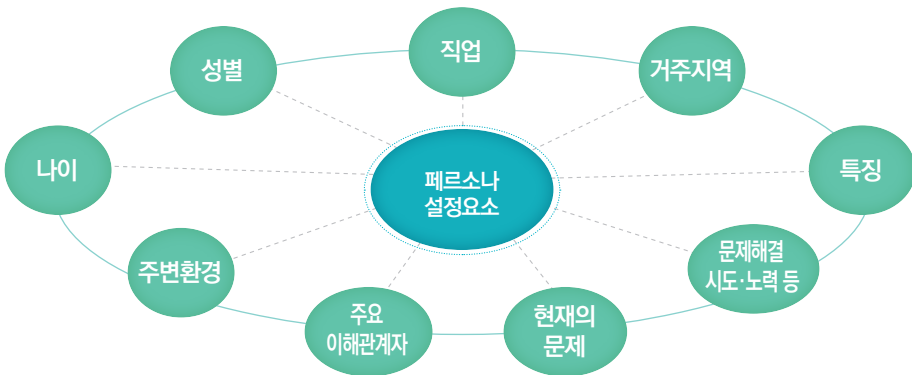 직업
성별
거주지역
나이
페르소나
설정요소
특징
주변환경
문제해결
시도·노력 등
주요
이해관계자
현재의
문제